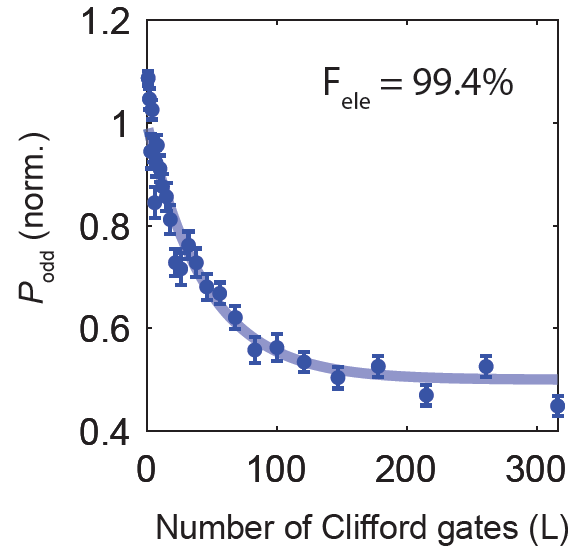 1.2
1
0.8
0.6
0.4
P_odd (norm.)
F_ele = 99.4%
0 100 200 300
Number of Clifford gates (L)